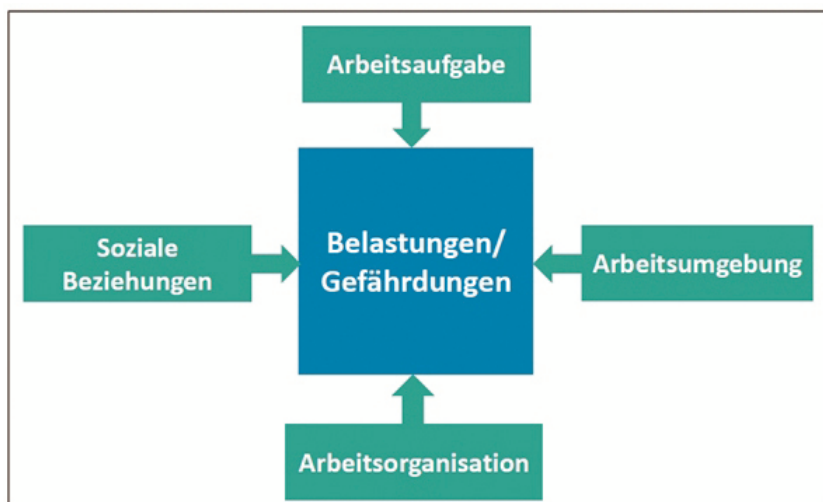 Arbeitsaufgabe
Soziale
Beziehungen
Belastungen/
Gefährdungen
Arbeitsumgebung
Arbeitsorganisation